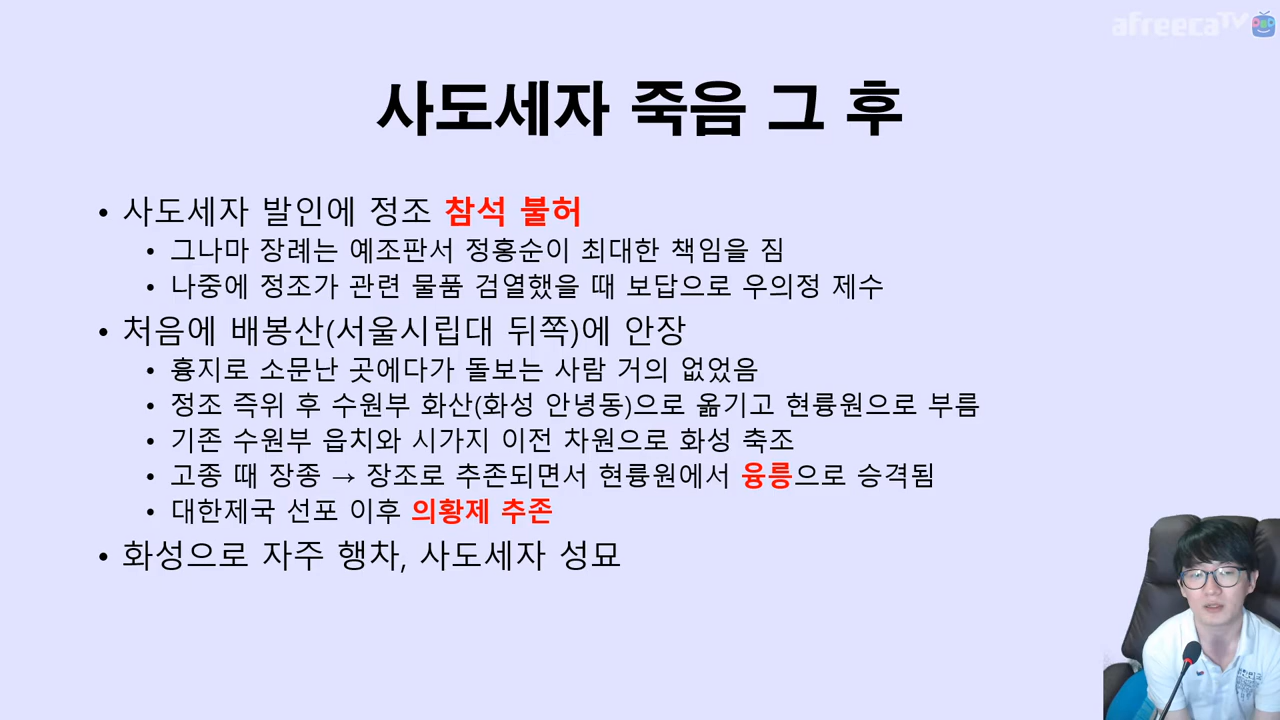 afreecaTV
사도세자 죽음 그 후
• 사도세자 발인에 정조 참석 불허
• 그나마 장례는 예조판서 정홍순이 최대한 책임을 짐
• 나중에 정조가 관련 물품 검열했을 때 보답으로 우의정 제수
• 처음에 배봉산(서울시립대 뒤쪽)에 안장
• 흉지로 소문난 곳에다가 돌보는 사람 거의 없었음
• 정조 즉위 후 수원부 화산(화성 안녕동)으로 옮기고 현륭원으로 부름
• 기존 수원부 읍치와 시가지 이전 차원으로 화성 축조
• 고종 때 장종 → 장조로 추존되면서 현륭원에서 융릉으로 승격됨
• 대한제국 선포 이후 의황제 추존
• 화성으로 자주 행차, 사도세자 성묘